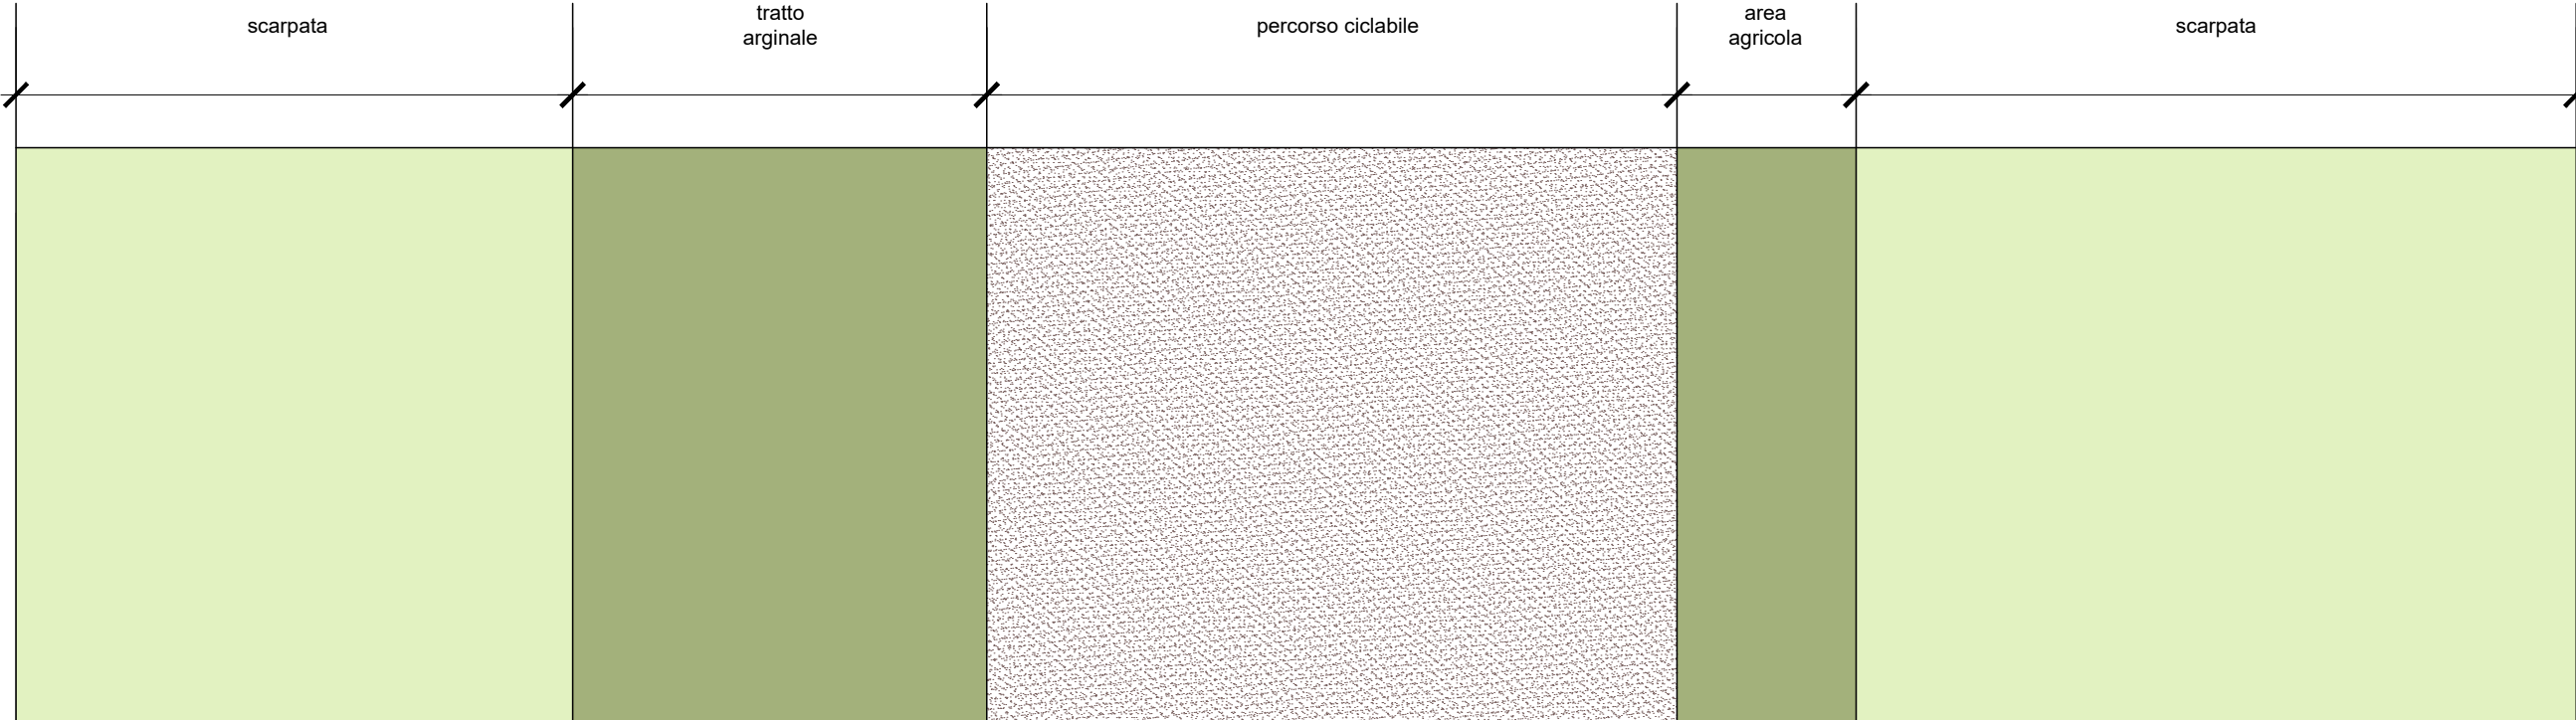 scarpata
tratto
arginale
percorso ciclabile
area
agricola
scarpata